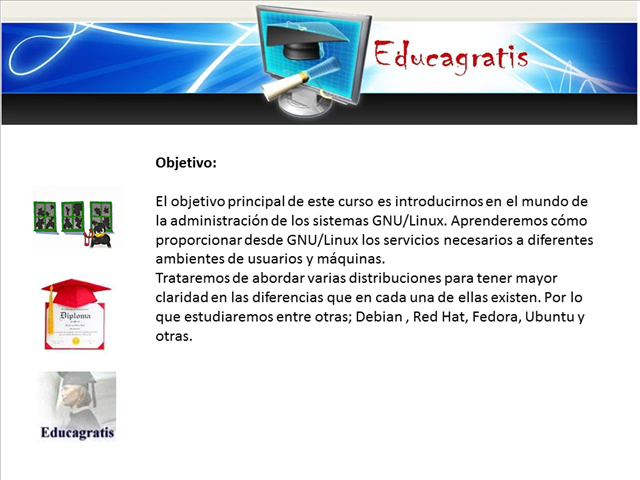 Educagratis
Objetivo:
El objetivo principal de este curso es introducirnos en el mundo de
la administración de los sistemas GNU/Linux. Aprenderemos cómo
proporcionar desde GNU/Linux los servicios necesarios a diferentes
ambientes de usuarios y máquinas.
Trataremos de abordar varias distribuciones para tener mayor
claridad en las diferencias que en cada una de ellas existen. Por lo
que estudiaremos entre otras; Debian , Red Hat, Fedora, Ubuntu y
otras.
Diploma
Educagratis